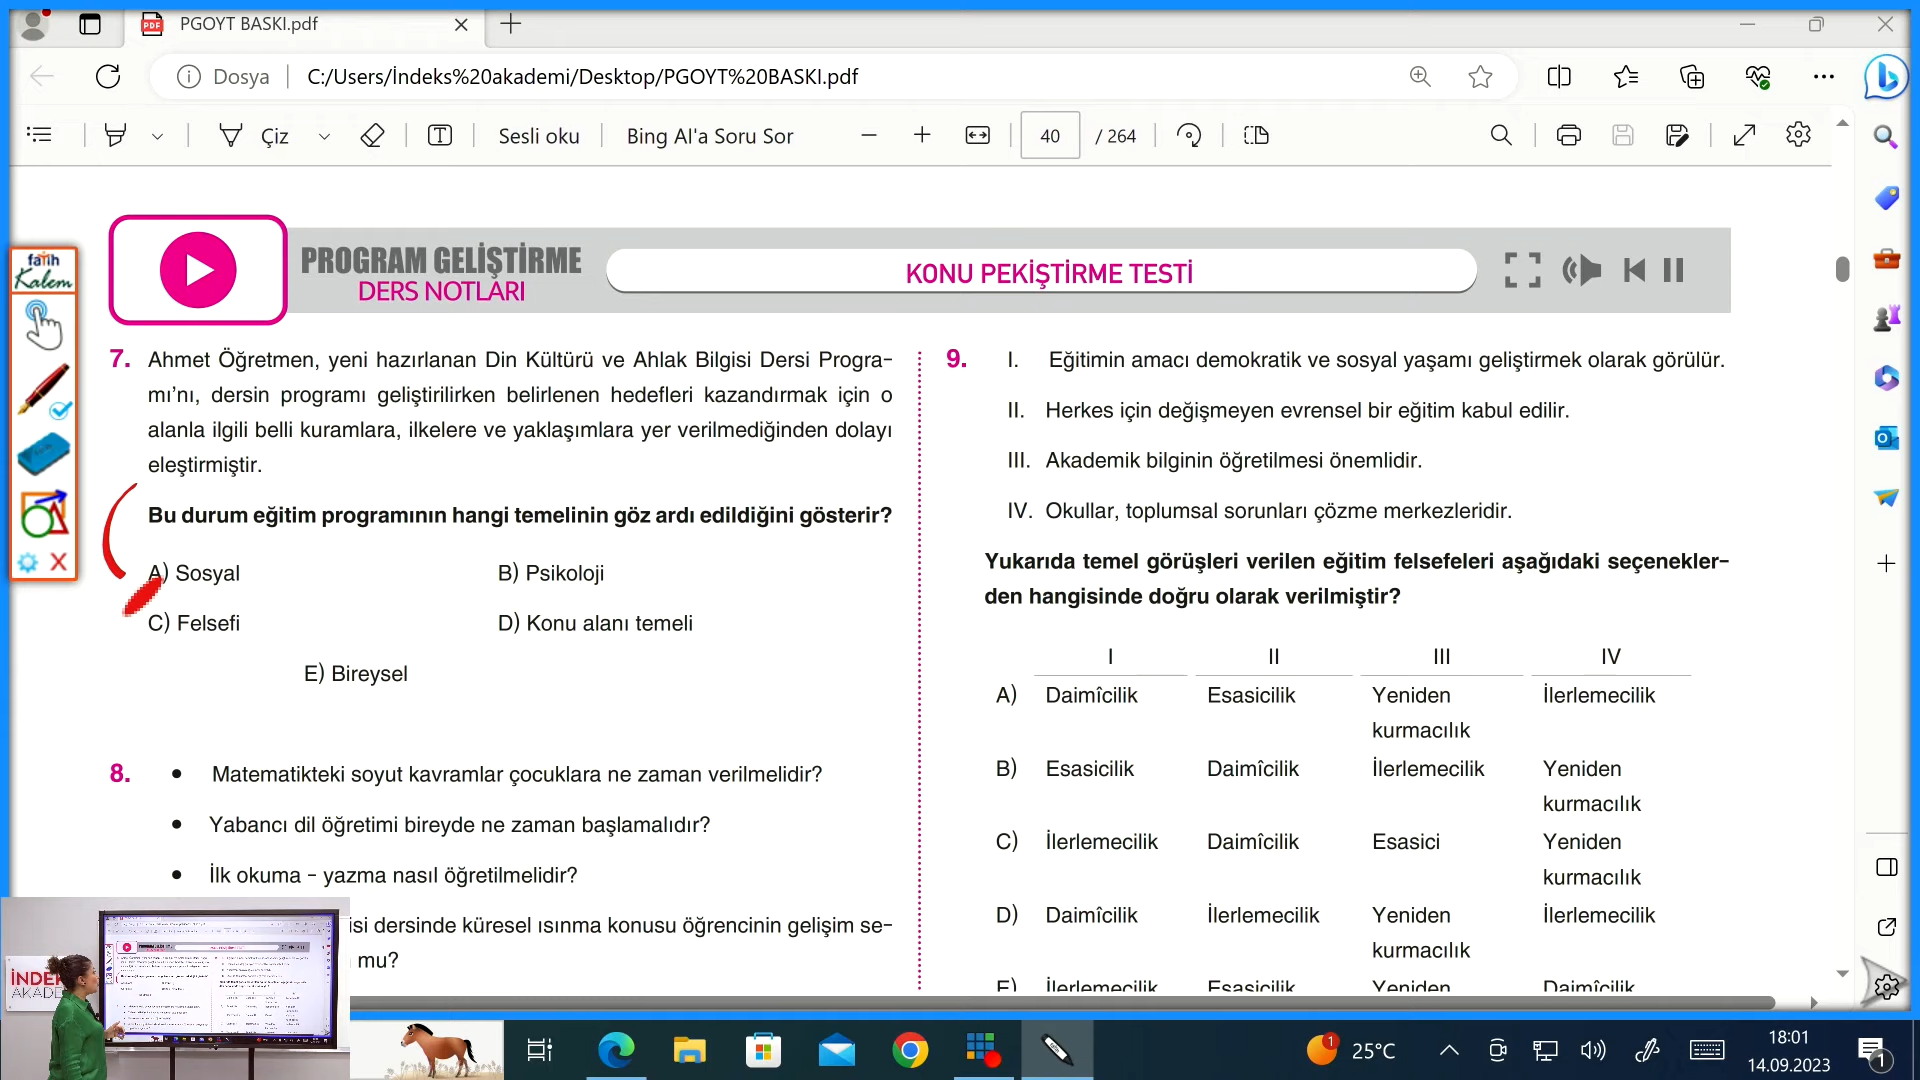 PGOYT BASKI.pdf
Dosya
C:/Users/İndeks%20akademi/Desktop/PGOYT%20BASKI.pdf
Çiz
Sesli oku
Bing AI'a Soru Sor
40
/ 264
fatih
Kalem
PROGRAM GELİŞTİRME
DERS NOTLARI
KONU PEKİŞTİRME TESTİ
7. Ahmet Öğretmen, yeni hazırlanan Din Kültürü ve Ahlak Bilgisi Dersi Progra-
mı'nı, dersin programı geliştirilirken belirlenen hedefleri kazandırmak için o
alanla ilgili belli kuramlara, ilkelere ve yaklaşımlara yer verilmediğinden dolayı
eleştirmiştir.
Bu durum eğitim programının hangi temelinin göz ardı edildiğini gösterir?
A) Sosyal
B) Psikoloji
C) Felsefi
D) Konu alanı temeli
E) Bireysel
8. • Matematikteki soyut kavramlar çocuklara ne zaman verilmelidir?
• Yabancı dil öğretimi bireyde ne zaman başlamalıdır?
• İlk okuma – yazma nasıl öğretilmelidir?
isi dersinde küresel ısınma konusu öğrencinin gelişim se-
mu?
9. I. Eğitimin amacı demokratik ve sosyal yaşamı geliştirmek olarak görülür.
II. Herkes için değişmeyen evrensel bir eğitim kabul edilir.
III. Akademik bilginin öğretilmesi önemlidir.
IV. Okullar, toplumsal sorunları çözme merkezleridir.
Yukarıda temel görüşleri verilen eğitim felsefeleri aşağıdaki seçenekler-
den hangisinde doğru olarak verilmiştir?
I II III IV
A) Daimîcilik Esasicilik Yeniden İlerlemecilik
kurmacılık
B) Esasicilik Daimîcilik İlerlemecilik Yeniden
kurmacılık
C) İlerlemecilik Daimîcilik Esasici Yeniden
kurmacılık
D) Daimîcilik İlerlemecilik Yeniden İlerlemecilik
kurmacılık
E) İlerlemecilik Esasicilik Yeniden Daimîcilik
1
25°C
18:01
14.09.2023
1